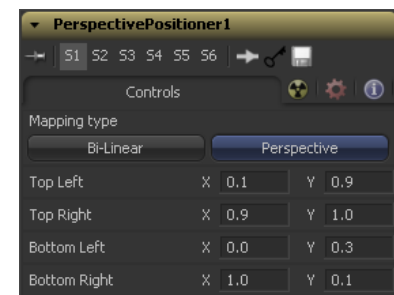 PerspectivePositioner1
S1 S2 S3 S4 S5 S6
Controls
Mapping type
Bi-Linear Perspective
Top Left X 0.1 Y 0.9
Top Right X 0.9 Y 1.0
Bottom Left X 0.0 Y 0.3
Bottom Right X 1.0 Y 0.1